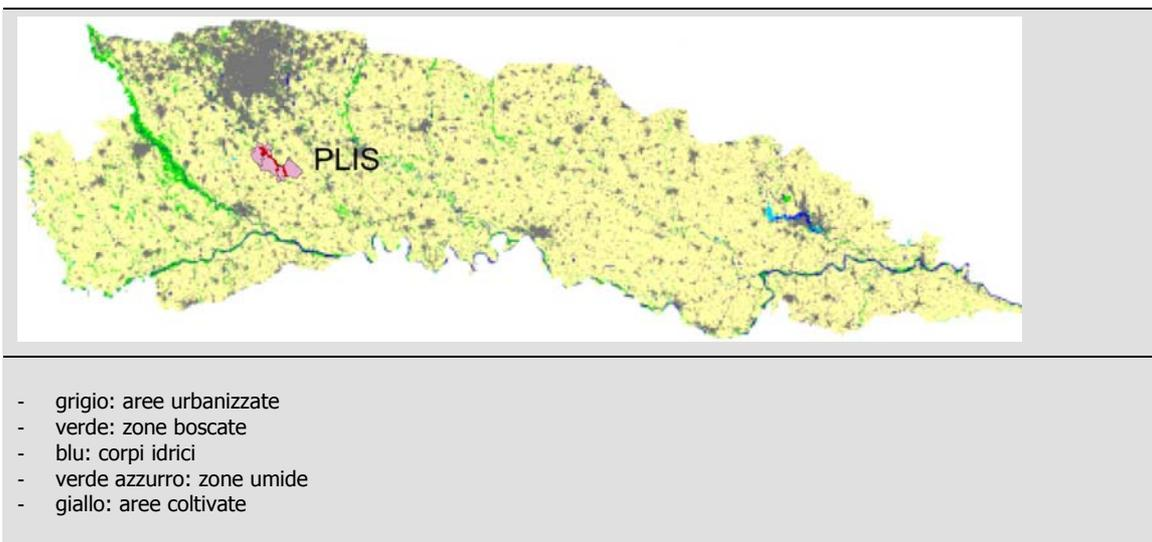 PLIS
- grigio: aree urbanizzate
- verde: zone boscate
- blu: corpi idrici
- verde azzurro: zone umide
- giallo: aree coltivate